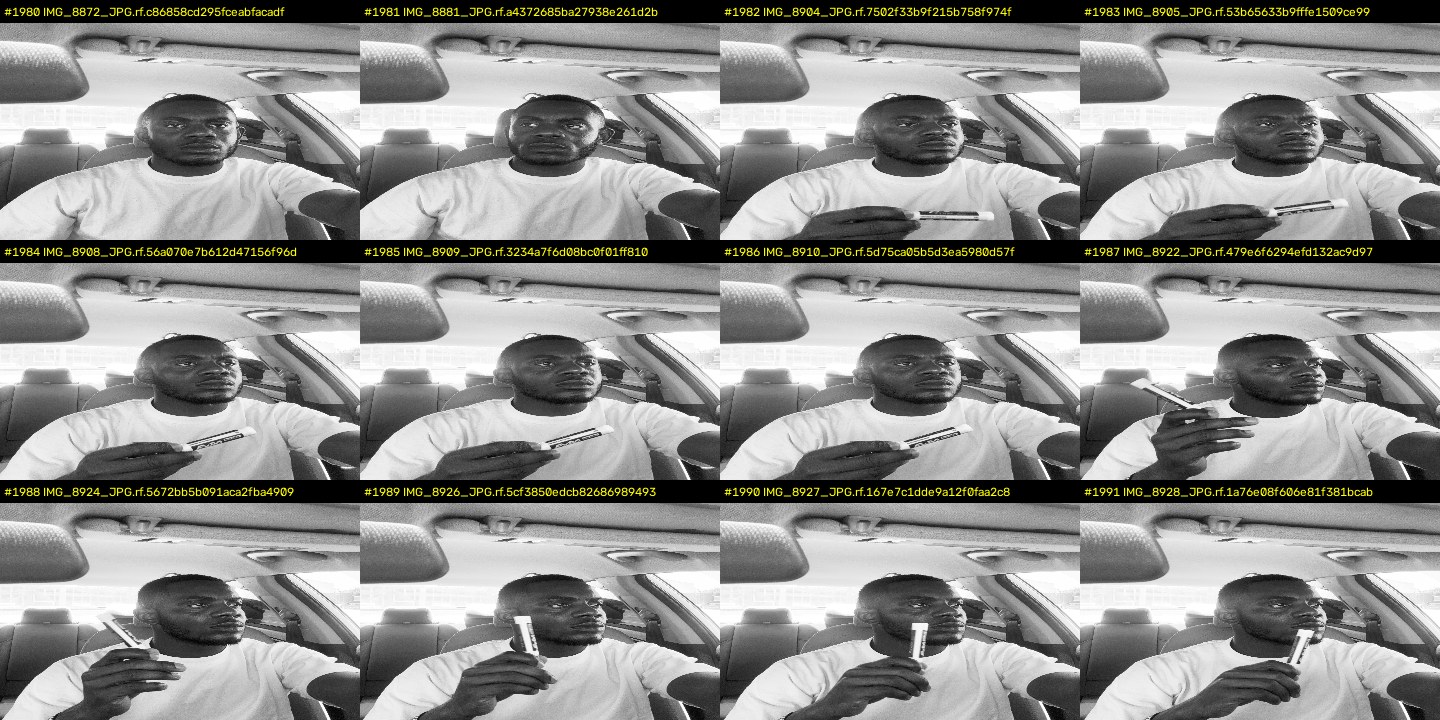 #1980 IMG_8872_JPG.rf.c86858cd295fceabfacadf
#1981 IMG_8881_JPG.rf.a4372685ba27938e261d2b
#1982 IMG_8904_JPG.rf.7502f33b9f215b758f974f
#1983 IMG_8905_JPG.rf.53b65633b9fffe1509ce99
#1984 IMG_8908_JPG.rf.56a070e7b612d47156f96d
#1985 IMG_8909_JPG.rf.3234a7f6d08bc0f01ff810
#1986 IMG_8910_JPG.rf.5d75ca05b5d3ea5980d57f
#1987 IMG_8922_JPG.rf.479e6f6294efd132ac9d97
#1988 IMG_8924_JPG.rf.5672bb5b091aca2fba4909
#1989 IMG_8926_JPG.rf.5cf3850edcb82686989493
#1990 IMG_8927_JPG.rf.167e7c1dde9a12f0faa2c8
#1991 IMG_8928_JPG.rf.1a76e08f606e81f381bcab